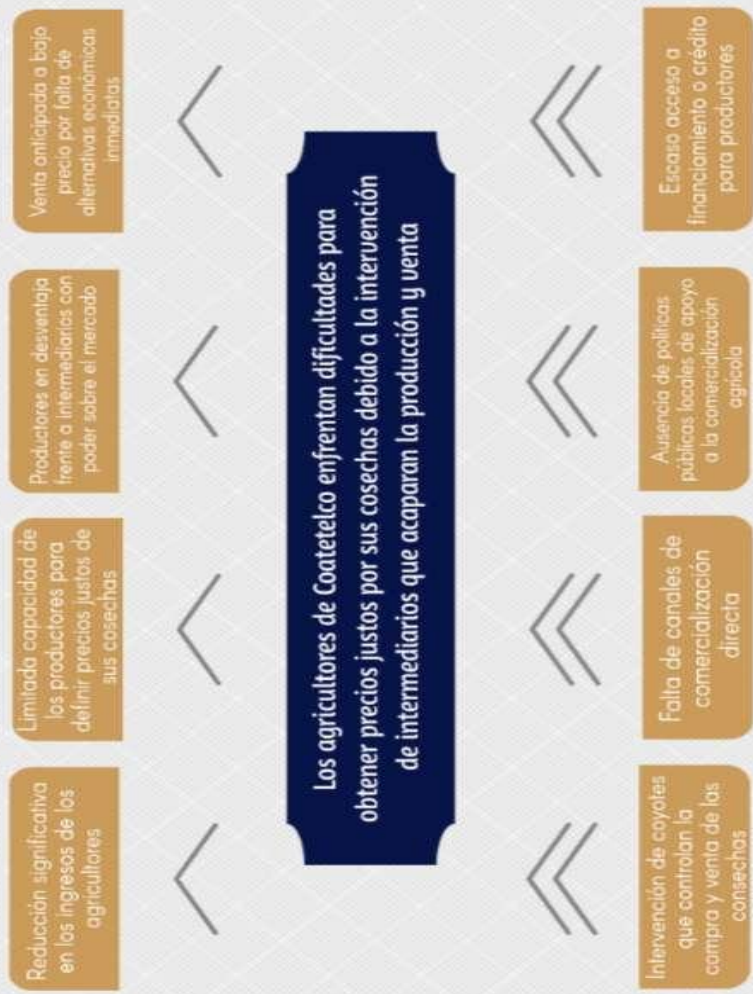 Reducción significativa
en los ingresos de los
agricultores
Limitada capacidad de
los productores para
definir precios justos de
sus cosechas
Productores en desventaja
frente a intermediarios con
poder sobre el mercado
Venta anticipada a bajo
precio por falta de
alternativas económicas
inmediatas
Los agricultores de Coatetelco enfrentan dificultades para
obtener precios justos por sus cosechas debido a la intervención
de intermediarios que acaparan la producción y venta
Intervención de coyotes
que controlan la
compra y venta de las
consechas
Falta de canales de
comercialización
directa
Ausencia de políticas
públicas locales de apoyo
a la comercialización
agrícola
Escaso acceso a
financiamiento o crédito
para productores